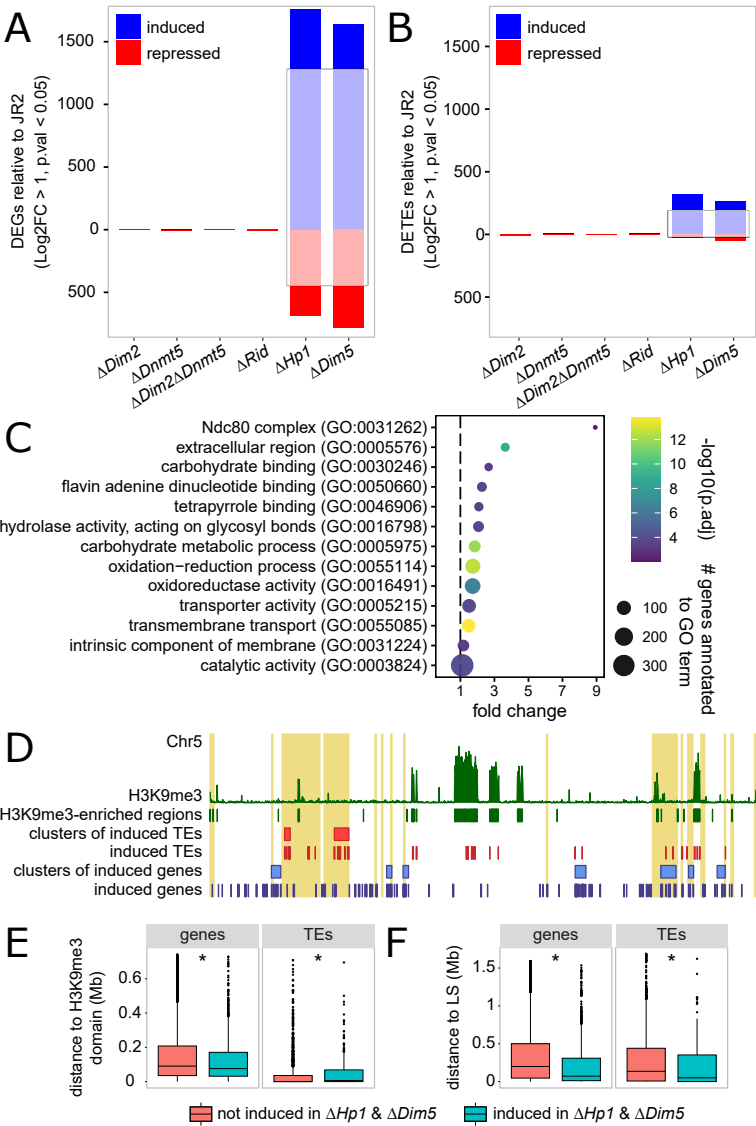 A
DEGs relative to JR2
(Log2FC > 1, p.val < 0.05)
1500
1000
500
0
500
induced
repressed
ΔDim2
ΔDnmt5
ΔDim2ΔDnmt5
ΔRid
ΔHp1
ΔDim5
B
DETEs relative to JR2
(Log2FC > 1, p.val < 0.05)
1500
1000
500
0
500
induced
repressed
ΔDim2
ΔDnmt5
ΔDim2ΔDnmt5
ΔRid
ΔHp1
ΔDim5
C
Ndc80 complex (GO:0031262)
extracellular region (GO:0005576)
carbohydrate binding (GO:0030246)
flavin adenine dinucleotide binding (GO:0050660)
tetrapyrrole binding (GO:0046906)
hydrolase activity, acting on glycosyl bonds (GO:0016798)
carbohydrate metabolic process (GO:0005975)
oxidation−reduction process (GO:0055114)
oxidoreductase activity (GO:0016491)
transporter activity (GO:0005215)
transmembrane transport (GO:0055085)
intrinsic component of membrane (GO:0031224)
catalytic activity (GO:0003824)
1 3 5 7 9
fold change
12
10
8
6
4
-log10(p.adj)
100
200
300
# genes annotated
to GO term
D
Chr5
H3K9me3
H3K9me3-enriched regions
clusters of induced TEs
induced TEs
clusters of induced genes
induced genes
E
distance to H3K9me3
domain (Mb)
0.6
0.4
0.2
0
genes
*
TEs
*
F
distance to LS (Mb)
1.5
1
0.5
0
genes
*
TEs
*
not induced in ΔHp1 & ΔDim5
induced in ΔHp1 & ΔDim5